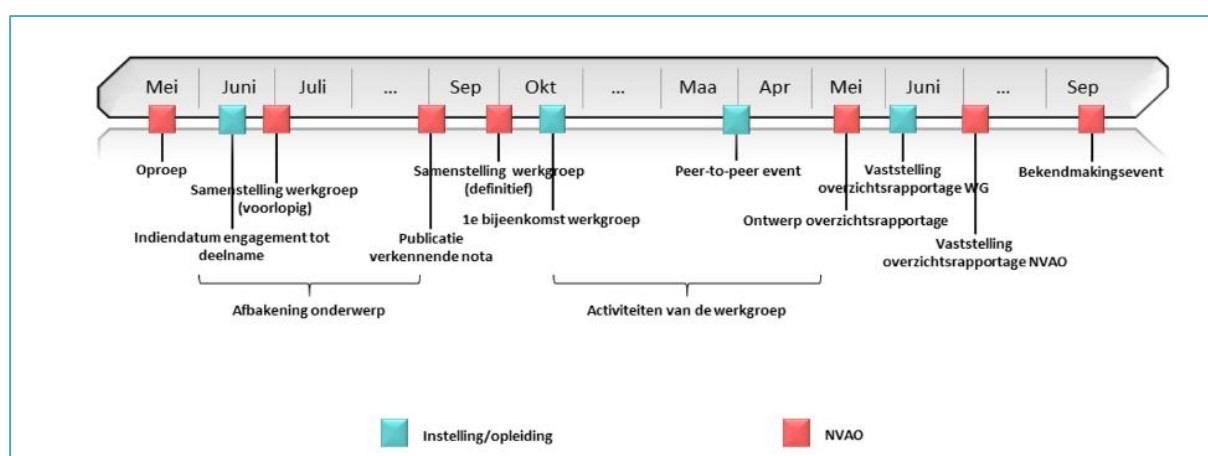 Mei Juni Juli ... Sep Okt ... Maa Apr Mei Juni ... Sep
Oproep
Indiendatum engagement tot
deelname
Samenstelling werkgroep
(voorlopig)
Publicatie
verkennende nota
Samenstelling werkgroep
(definitief)
1e bijeenkomst werkgroep
Peer-to-peer event
Ontwerp overzichtsrapportage
Vaststelling
overzichtsrapportage WG
Vaststelling
overzichtsrapportage NVAO
Bekendmakingsevent
Afbakening onderwerp
Activiteiten van de werkgroep
Instelling/opleiding
NVAO